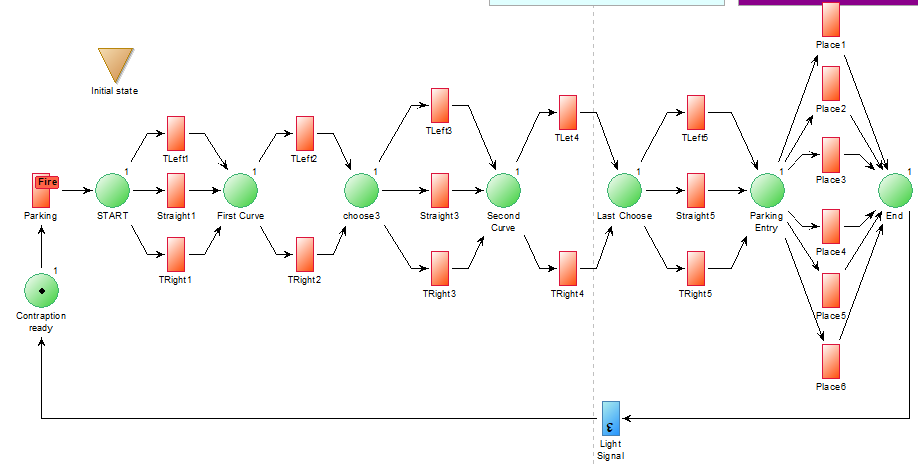 Place1
Initial state
Place2
TLeft1
TLeft2
TLeft3
TLet4
TLeft5
Place3
Fire
1
1
1
1
1
1
1
Parking
START
Straight1
First Curve
choose3
Straight3
Second
Curve
Last Choose
Straight5
Parking
Entry
End
Place4
1
TRight1
TRight2
TRight3
TRight4
TRight5
Contraption
ready
Place5
Place6
ε
Light
Signal